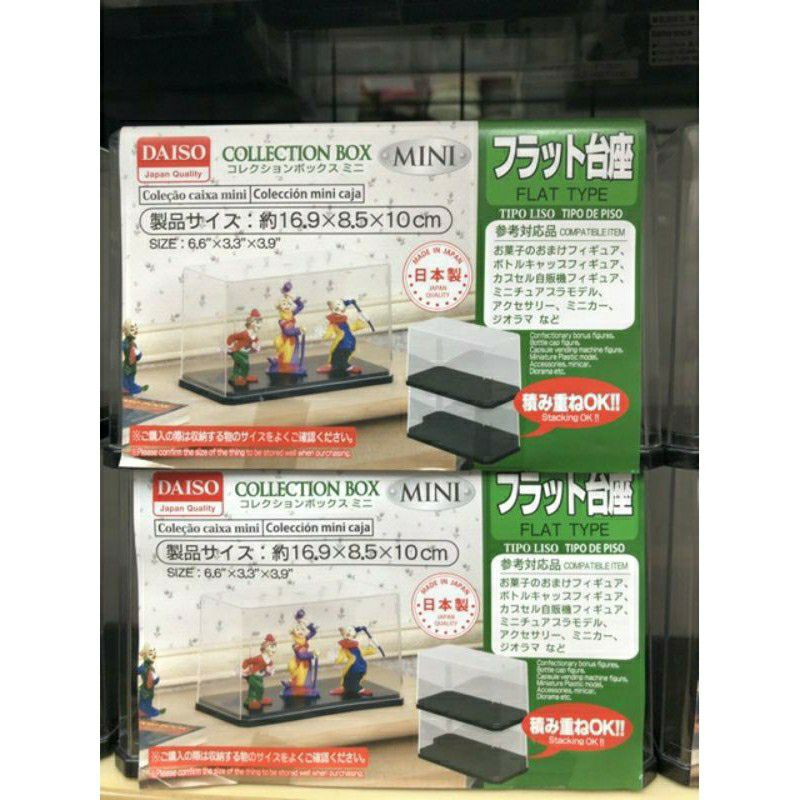 DAISO
Japan Quality
COLLECTION BOX
コレクションボックス ミニ
MINI
Coleção caixa mini Colección mini caja
製品サイズ:約16.9×8.5×10cm
SIZE:6.6"×3.3"×3.9"
MADE IN JAPAN
日本製
JAPAN
QUALITY
フラット台座
FLAT TYPE
TIPO LISO TIPO DE PISO
参考対応品 COMPATIBLE ITEM
お菓子のおまけフィギュア、
ボトルキャップフィギュア、
カプセル自販機フィギュア、
ミニチュアプラモデル、
アクセサリー、ミニカー、
ジオラマ など
Confectionary bonus figures,
Bottle cap figure,
Capsule vending machine figure,
Miniature Plastic model,
Accessories, minicar,
Diorama etc.
積み重ねOK!!
Stacking OK!!
※ご購入の際は収納する物のサイズをよくご確認ください。
※Please confirm the size of the thing to be stored well when purchasing.
DAISO
Japan Quality
COLLECTION BOX
コレクションボックス ミニ
MINI
Coleção caixa mini Colección mini caja
製品サイズ:約16.9×8.5×10cm
SIZE:6.6"×3.3"×3.9"
MADE IN JAPAN
日本製
JAPAN
QUALITY
フラット台座
FLAT TYPE
TIPO LISO TIPO DE PISO
参考対応品 COMPATIBLE ITEM
お菓子のおまけフィギュア、
ボトルキャップフィギュア、
カプセル自販機フィギュア、
ミニチュアプラモデル、
アクセサリー、ミニカー、
ジオラマ など
Confectionary bonus figures,
Bottle cap figure,
Capsule vending machine figure,
Miniature Plastic model,
Accessories, minicar,
Diorama etc.
積み重ねOK!!
Stacking OK!!
※ご購入の際は収納する物のサイズをよくご確認ください。
※Please confirm the size of the thing to be stored well when purchasing.